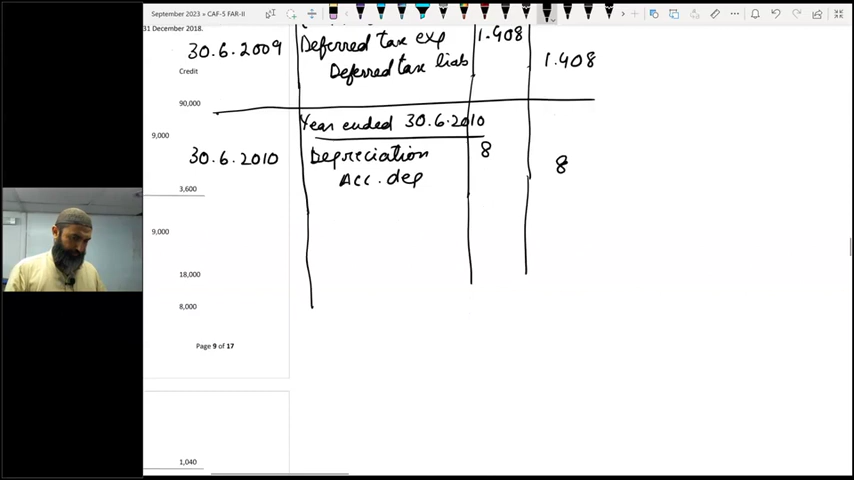 September 2023 » CAF-5 FAR-II
31 December 2018.
30.6.2009 Deferred tax exp 1.408
Credit
Deferred tax liab 1.408
90,000
Year ended 30.6.2010
9,000
30.6.2010 Depreciation 8
Acc. dep 8
3,600
9,000
18,000
8,000
Page 9 of 17
1,040